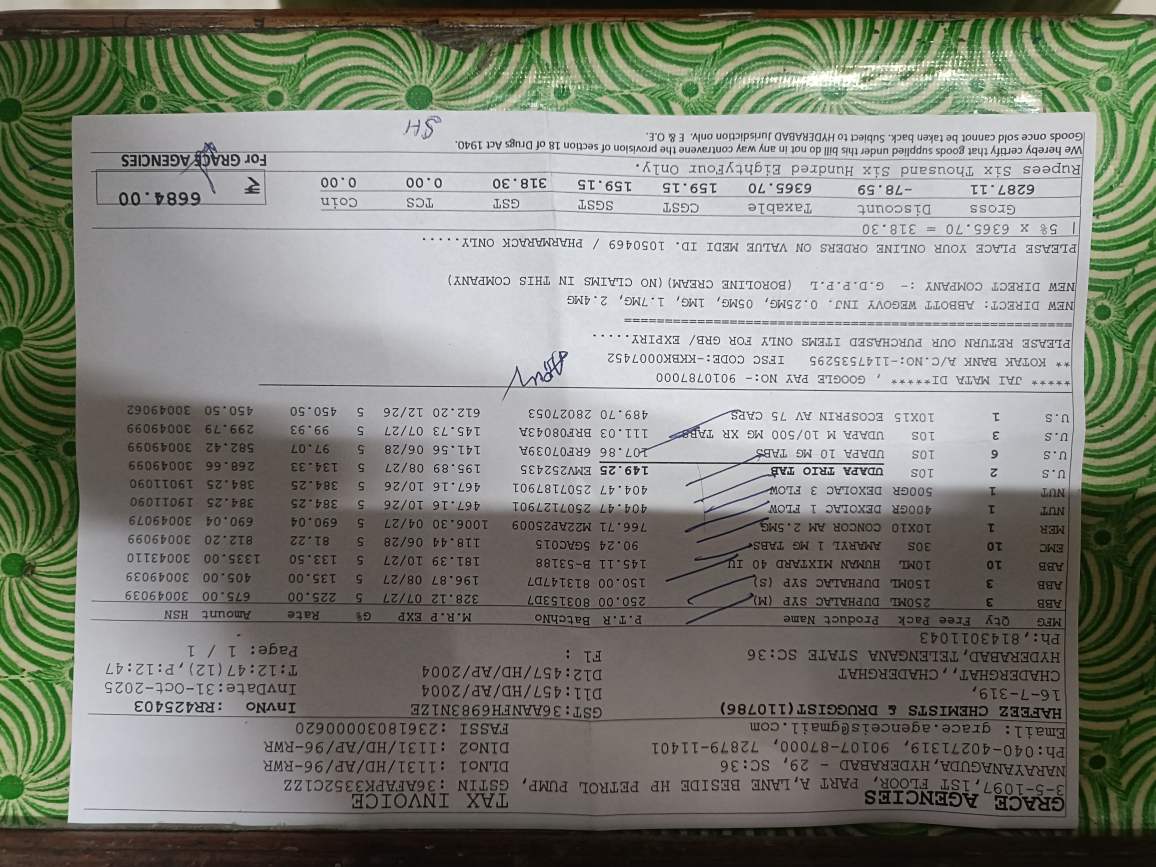 GRACE AGENCIES TAX INVOICE
3-5-1097,1ST FLOOR, PART A,LANE BESIDE HP PETROL PUMP, GSTIN :36AFAPK3352C1ZZ
NARAYANAGUDA,HYDERABAD - 29, SC:36 DLNO1 :1131/HD/AP/96-RWR
Ph:040-40271319, 90107-87000, 72879-11401 DlNO2 :1131/HD/AP/96-RWR
Email: grace.agenceis@gmail.com FASSI :23618030000620
HAFEEZ CHEMISTS & DRUGGIST(110786) GST:36AANFH6983N1ZE InvNo :RR425403
16-7-319, Dl1:457/HD/AP/2004 InvDate:31-Oct-2025
CHADERGHAT,,CHADERGHAT Dl2:457/HD/AP/2004 T:12:47(12),P:12:47
HYDERABAD,TELENGANA STATE SC:36 Fl : Page: 1 / 1
Ph:,8143011043
MFG Qty Free Pack Product Name P.T.R BatchNo M.R.P EXP G% Rate Amount HSN
ABB 3 250ML DUPHALAC SYP (M) 250.00 803153D7 328.12 07/27 5 225.00 675.00 30049039
ABB 3 150ML DUPHALAC SYP (S) 150.00 813147D7 196.87 08/27 5 135.00 405.00 30049039
ABB 10 10ML HUMAN MIXTARD 40 IU 145.11 B-53188 181.39 10/27 5 133.50 1335.00 30043110
EMC 10 30S AMARYL 1 MG TABS 90.24 5GAC015 118.44 06/28 5 81.22 812.20 30049099
MER 1 10X10 CONCOR AM 2.5MG 766.71 M22AP25009 1006.30 04/27 5 690.04 690.04 30049079
NUT 1 400GR DEXOLAC 1 FLOW 404.47 2507127901 467.16 10/26 5 384.25 384.25 19011090
NUT 1 500GR DEXOLAC 3 FLOW 404.47 2507187901 467.16 10/26 5 384.25 384.25 19011090
U.S 2 10S UDAPA TRIO TAB 149.25 EMV252435 195.89 08/27 5 134.33 268.66 30049099
U.S 6 10S UDAPA 10 MG TABS 107.86 GRF07039A 141.56 06/28 5 97.07 582.42 30049099
U.S 3 10S UDAPA M 10/500 MG XR TABS 111.03 BRF08043A 145.73 07/27 5 99.93 299.79 30049099
U.S 1 10X15 ECOSPRIN AV 75 CAPS 489.70 28027053 612.20 12/26 5 450.50 450.50 30049062
***** JAI MATA DI***** , GOOGLE PAY NO:- 9010787000
** KOTAK BANK A/C.NO:-1147535295 IFSC CODE:-KKBK0007452
PLEASE RETURN OUR PURCHASED ITEMS ONLY FOR GRB/ EXPIRY.....
================================================
NEW DIRECT: ABBOTT WEGOVY INJ. 0.25MG, 05MG, 1MG, 1.7MG, 2.4MG
NEW DIRECT COMPANY :- G.D.P.P.L (BOROLINE CREAM)(NO CLAIMS IN THIS COMPANY)
PLEASE PLACE YOUR ONLINE ORDERS ON VALUE MEDI ID. 1050469 / PHARMARACK ONLY.....
| 5% x 6365.70 = 318.30
Gross Discount Taxable CGST SGST GST TCS Coin
6287.11 -78.59 6365.70 159.15 159.15 318.30 0.00 0.00 ₹ 6684.00
Rupees Six Thousand Six Hundred EightyFour Only.
We hereby certify that goods supplied under this bill do not in any way contravene the provision of section 18 of Drugs Act 1940. For GRACE AGENCIES
Goods once sold cannot be taken back. Subject to HYDERABAD Jurisdiction only. E & O.E.
SH